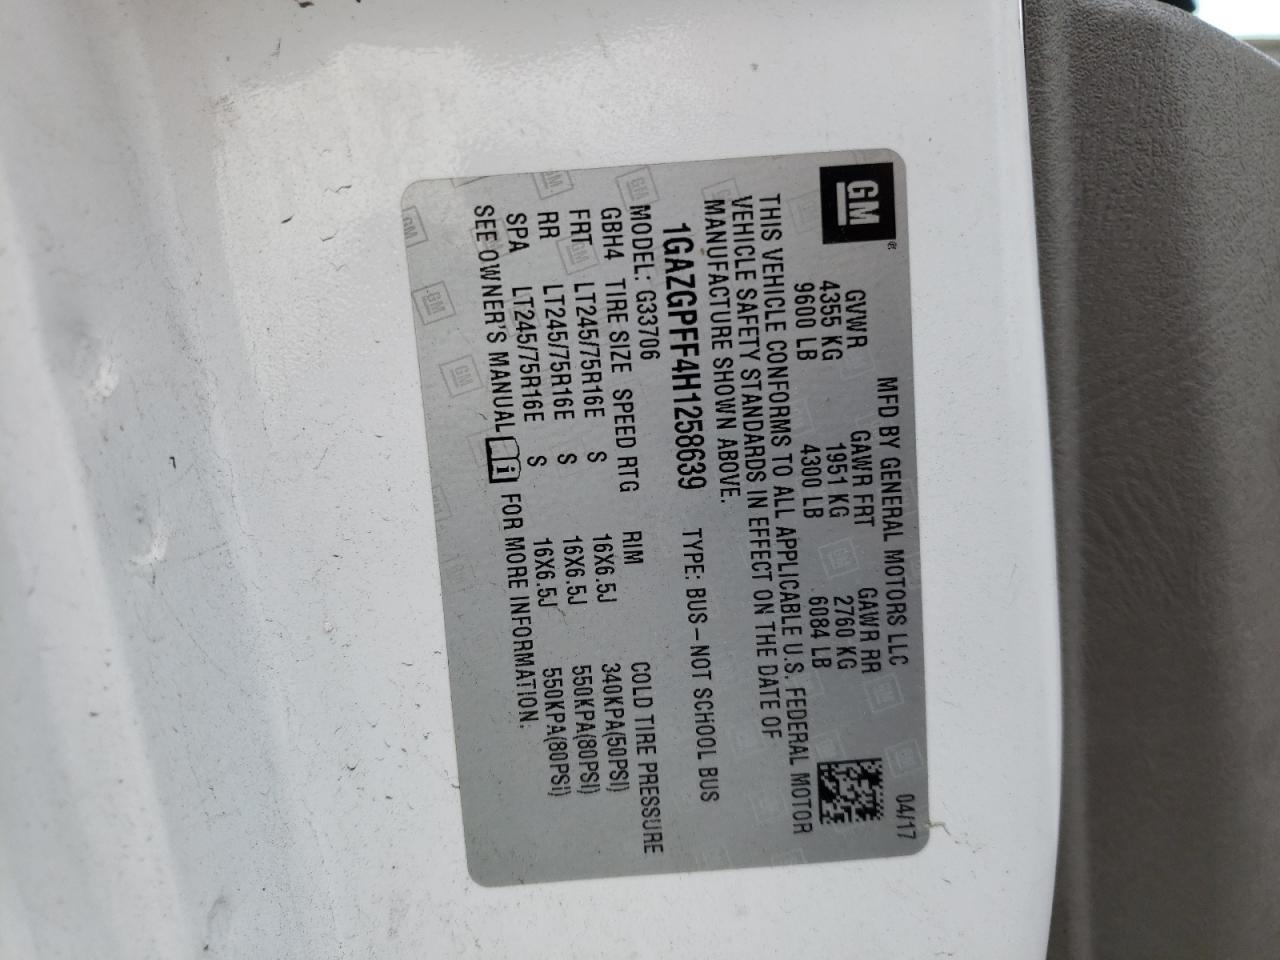 GM®
MFD BY GENERAL MOTORS LLC 04/17
GVWR GAWR FRT GAWR RR
4355 KG 1951 KG 2760 KG
9600 LB 4300 LB 6084 LB
THIS VEHICLE CONFORMS TO ALL APPLICABLE U.S. FEDERAL MOTOR
VEHICLE SAFETY STANDARDS IN EFFECT ON THE DATE OF
MANUFACTURE SHOWN ABOVE.
1GAZGPFF4H1258639 TYPE: BUS-NOT SCHOOL BUS
MODEL: G33706
GBH4 TIRE SIZE SPEED RTG RIM COLD TIRE PRESSURE
FRT LT245/75R16E S 16X6.5J 340KPA(50PSI)
RR LT245/75R16E S 16X6.5J 550KPA(80PSI)
SPA LT245/75R16E S 16X6.5J 550KPA(80PSI)
SEE OWNER'S MANUAL i FOR MORE INFORMATION.